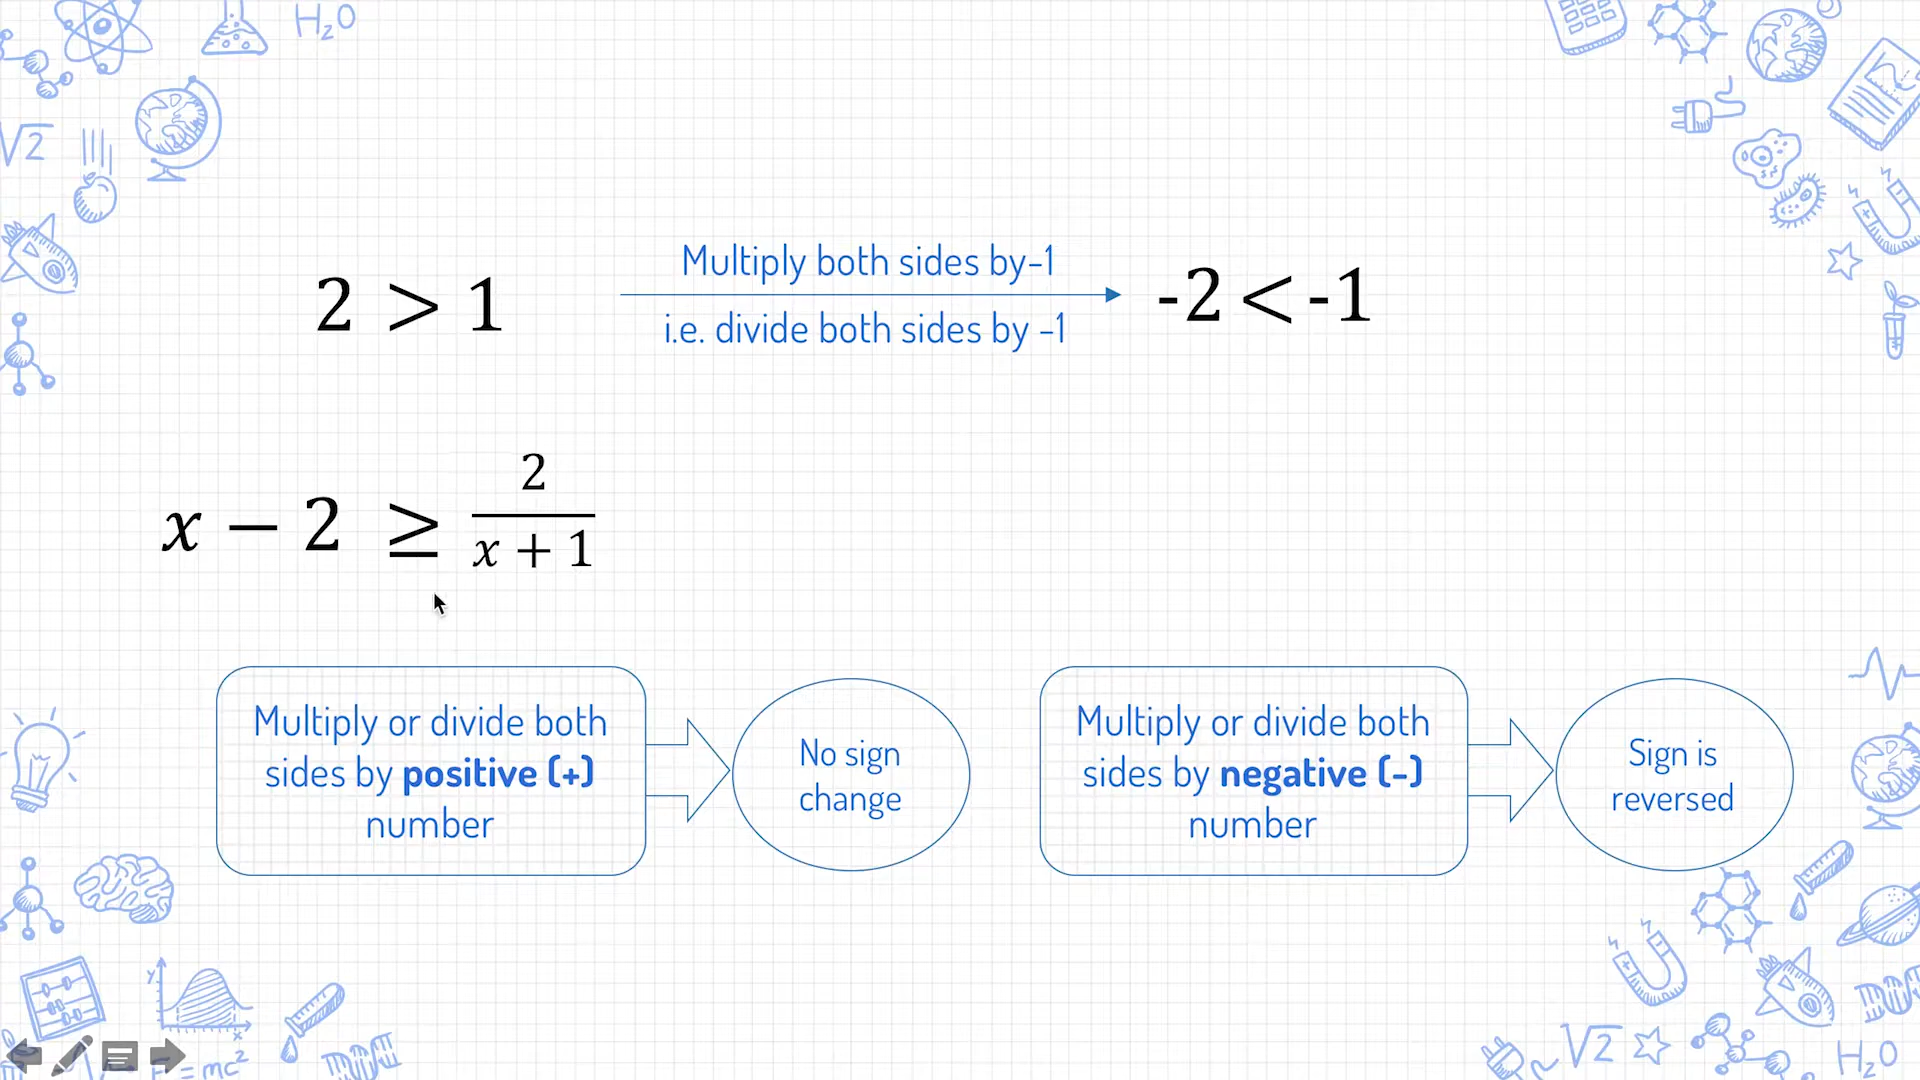 H₂O
√2
2 > 1
Multiply both sides by-1
i.e. divide both sides by -1
-2 < -1
x − 2 ≥ 2/(x + 1)
Multiply or divide both
sides by positive (+)
number
No sign
change
Multiply or divide both
sides by negative (-)
number
Sign is
reversed
y
x
E=mc²
√2
H₂O